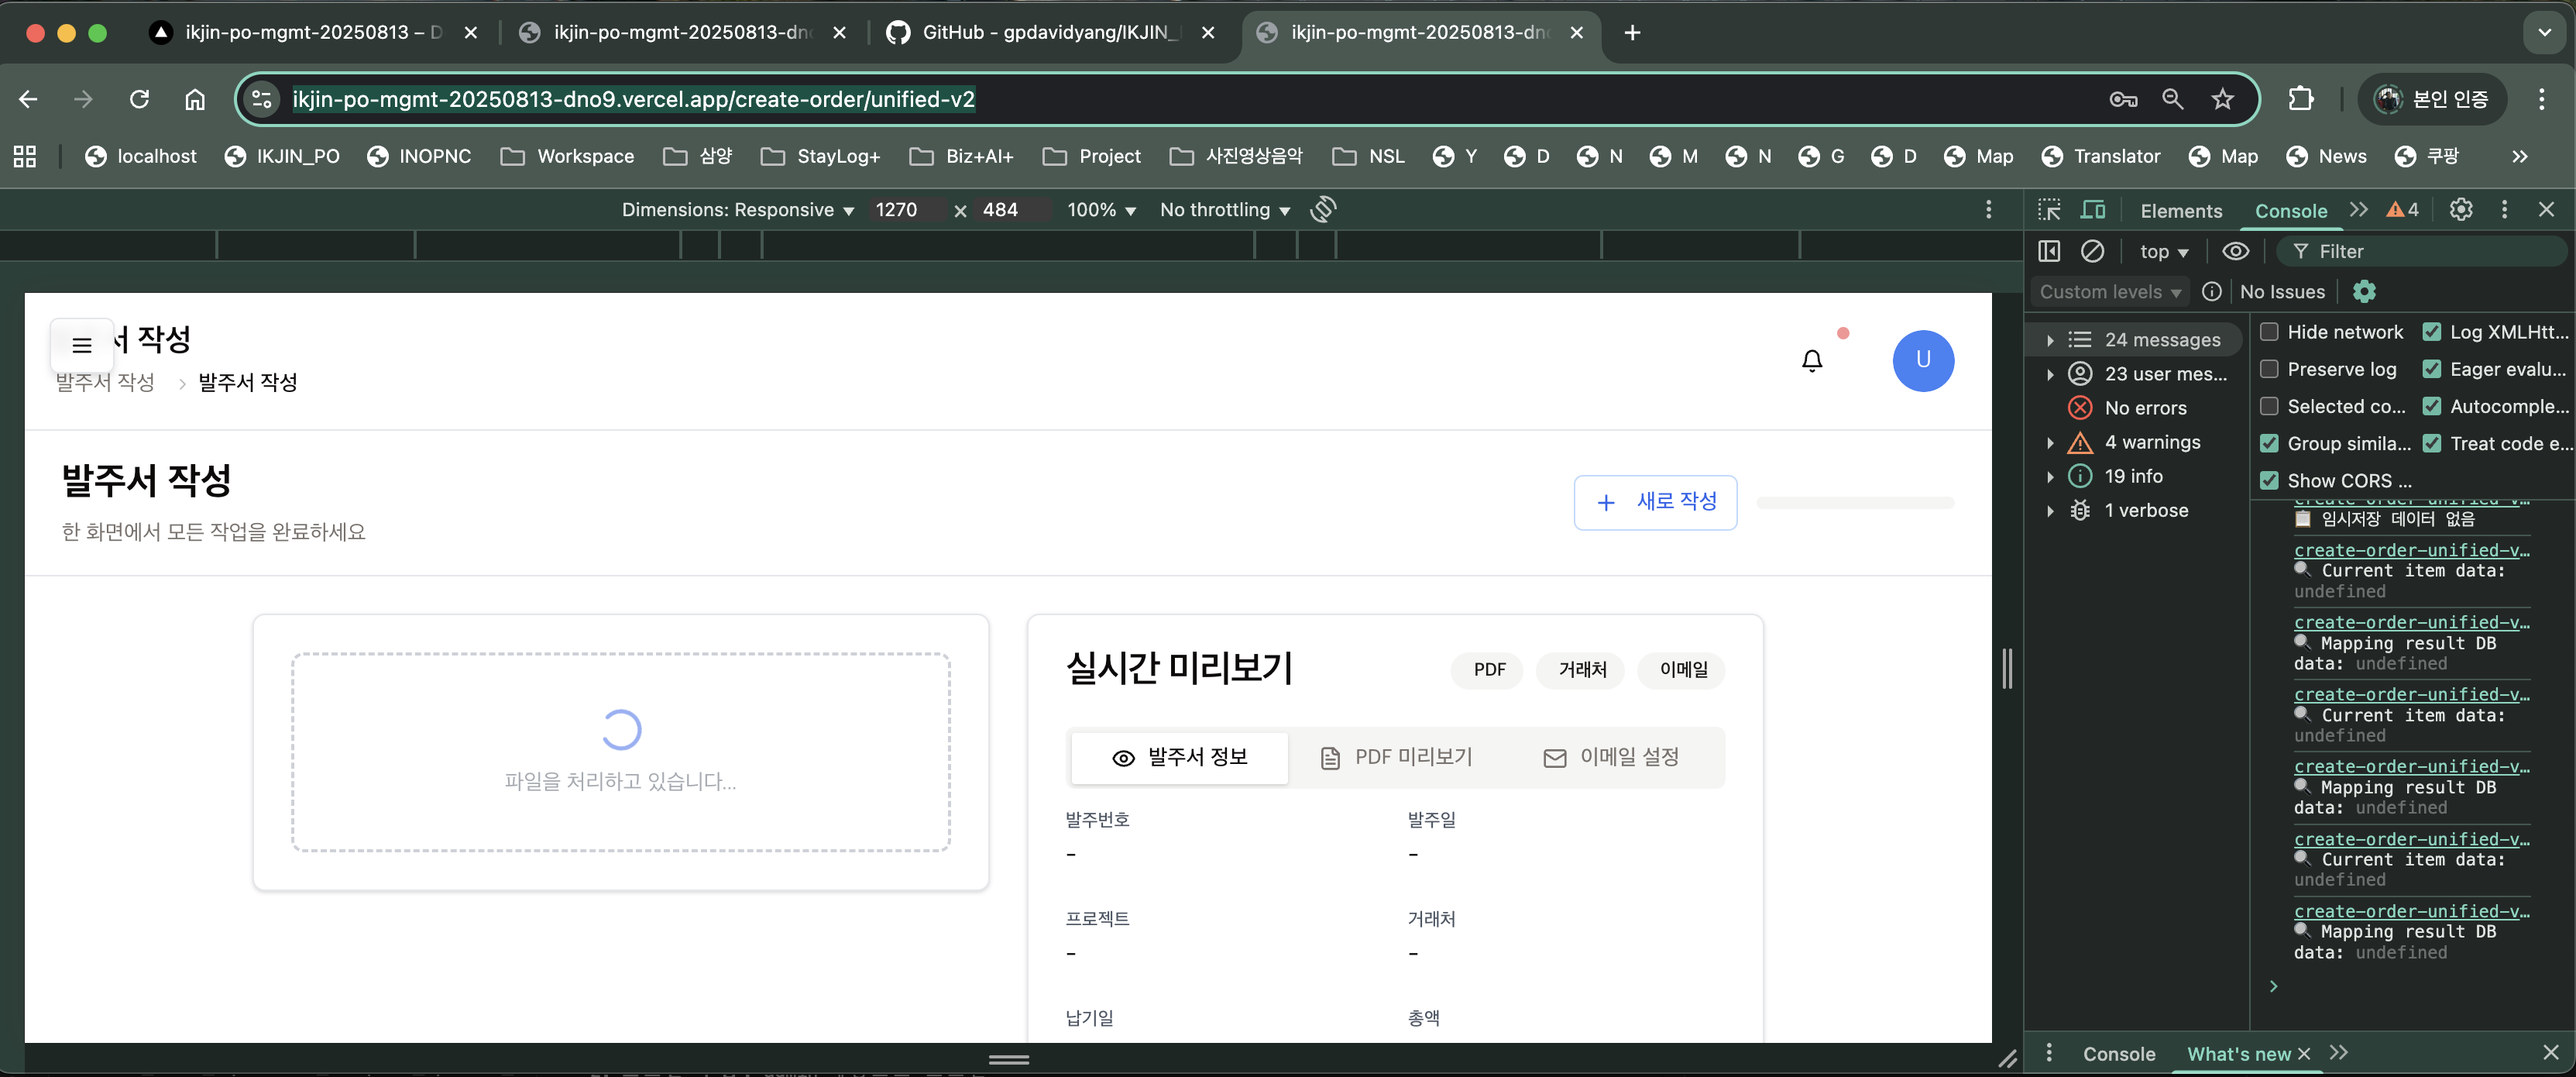 ikjin-po-mgmt-20250813 – D
ikjin-po-mgmt-20250813-dno
GitHub - gpdavidyang/IKJIN_
ikjin-po-mgmt-20250813-dno
ikjin-po-mgmt-20250813-dno9.vercel.app/create-order/unified-v2
본인 인증
localhost
IKJIN_PO
INOPNC
Workspace
삼양
StayLog+
Biz+AI+
Project
사진영상음악
NSL
Y
D
N
M
N
G
D
Map
Translator
Map
News
쿠팡
Dimensions: Responsive 1270 × 484 100% No throttling
Elements Console 4
top Filter
Custom levels No Issues
24 messages
23 user mes...
No errors
4 warnings
19 info
1 verbose
Hide network Log XMLHtt...
Preserve log Eager evalu...
Selected co... Autocomple...
Group simila... Treat code e...
Show CORS ...
create-order-unified-v…
📋 임시저장 데이터 없음
create-order-unified-v…
🔍 Current item data:
undefined
create-order-unified-v…
🔍 Mapping result DB
data: undefined
create-order-unified-v…
🔍 Current item data:
undefined
create-order-unified-v…
🔍 Mapping result DB
data: undefined
create-order-unified-v…
🔍 Current item data:
undefined
create-order-unified-v…
🔍 Mapping result DB
data: undefined
Console What's new
서 작성
발주서 작성 > 발주서 작성
U
발주서 작성
한 화면에서 모든 작업을 완료하세요
+ 새로 작성
파일을 처리하고 있습니다...
실시간 미리보기
PDF 거래처 이메일
발주서 정보 PDF 미리보기 이메일 설정
발주번호 발주일
- -
프로젝트 거래처
- -
납기일 총액